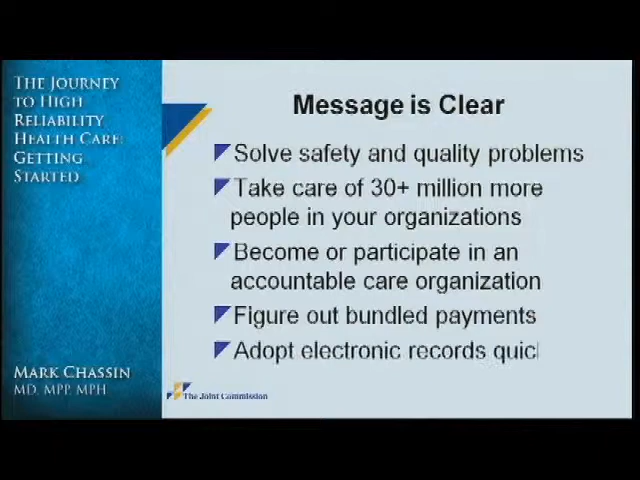 The Journey
to High
Reliability
Health Care:
Getting
Started
Mark Chassin
MD, MPP, MPH
Message is Clear
Solve safety and quality problems
Take care of 30+ million more
people in your organizations
Become or participate in an
accountable care organization
Figure out bundled payments
Adopt electronic records quic
The Joint Commission